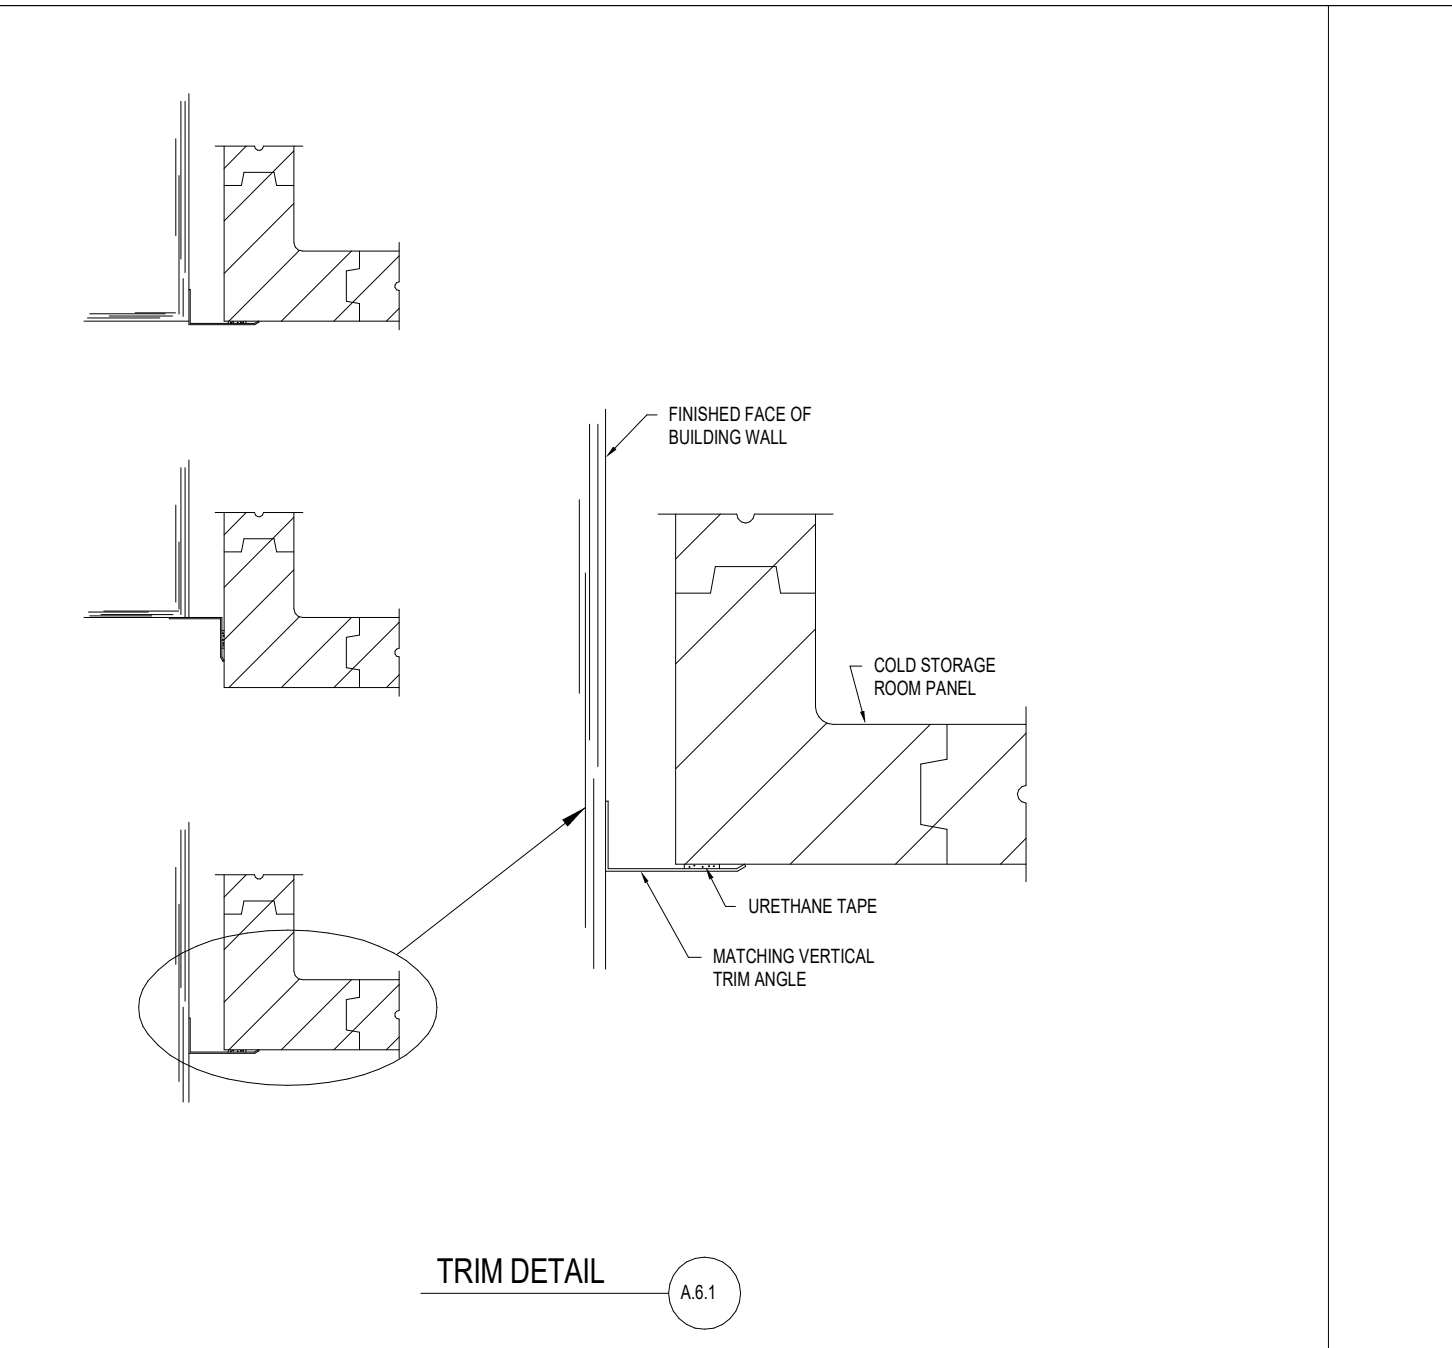 FINISHED FACE OF
BUILDING WALL
COLD STORAGE
ROOM PANEL
URETHANE TAPE
MATCHING VERTICAL
TRIM ANGLE
TRIM DETAIL
A.6.1